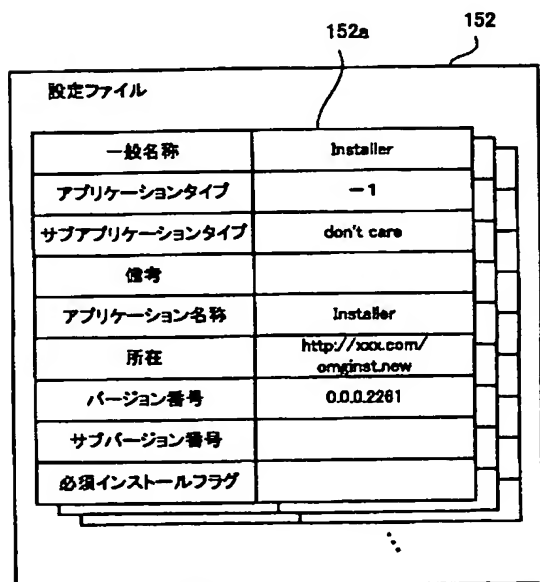 152a
152
設定ファイル
一般名称 Installer
アプリケーションタイプ －1
サブアプリケーションタイプ don't care
備考
アプリケーション名称 Installer
所在 http://xxx.com/
omginst.new
バージョン番号 0.0.0.2261
サブバージョン番号
必須インストールフラグ